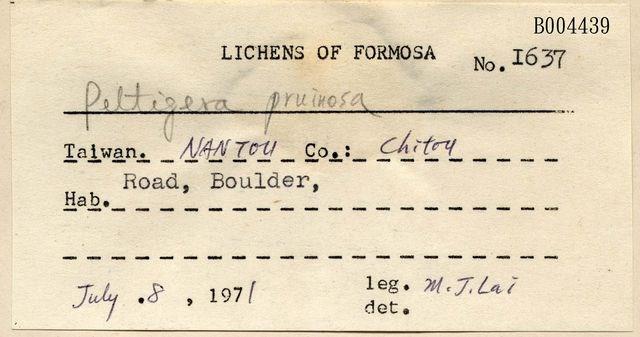 B004439
LICHENS OF FORMOSA No. 1637
Peltigera pruinosa
Taiwan. NANTOU Co.: Chitou
Hab. Road, Boulder,
July .8, 1971 leg. M.J.Lai
det.